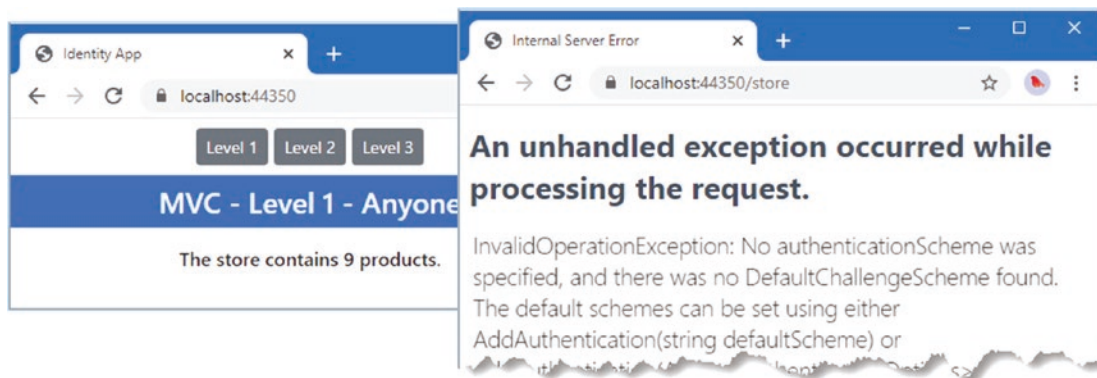 Identity App
localhost:44350
Level 1 Level 2 Level 3
MVC - Level 1 - Anyone
The store contains 9 products.
Internal Server Error
localhost:44350/store
An unhandled exception occurred while
processing the request.
InvalidOperationException: No authenticationScheme was
specified, and there was no DefaultChallengeScheme found.
The default schemes can be set using either
AddAuthentication(string defaultScheme) or